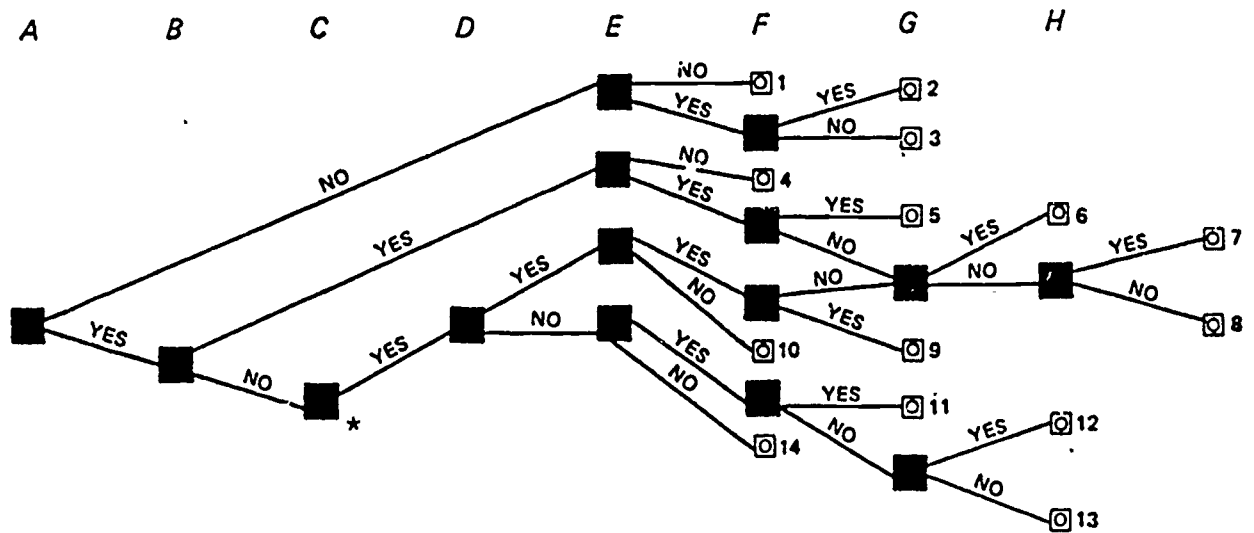 A B C D E F G H
NO 1
YES 2
YES
NO 3
NO
NO 4
YES
YES 5
YES 6
YES
NO
YES 7
YES
NO
NO
YES
NO
NO 8
YES
NO
YES 9
YES
10
YES
NO
YES 11
NO
*
YES 12
NO
14
NO
13